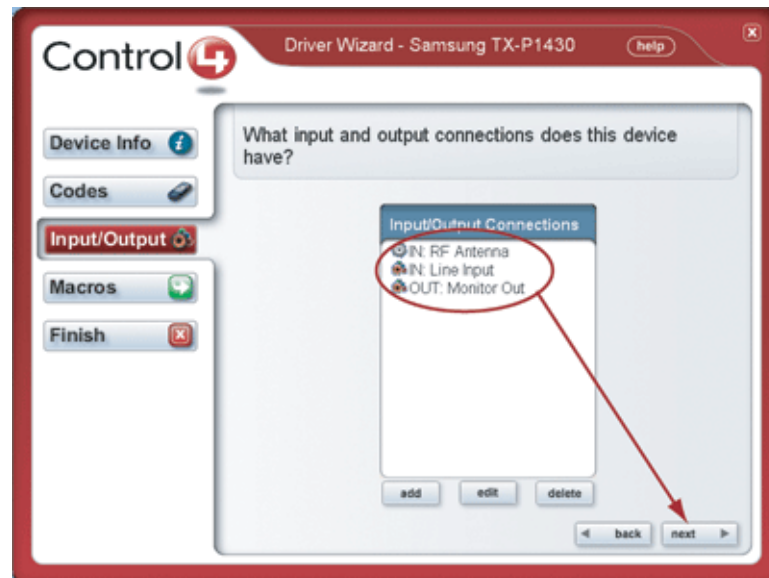 Control4
Driver Wizard - Samsung TX-P1430
help
x
Device Info
i
Codes
Input/Output
Macros
Finish
What input and output connections does this device
have?
Input/Output Connections
IN: RF Antenna
IN: Line Input
OUT: Monitor Out
add
edit
delete
back
next